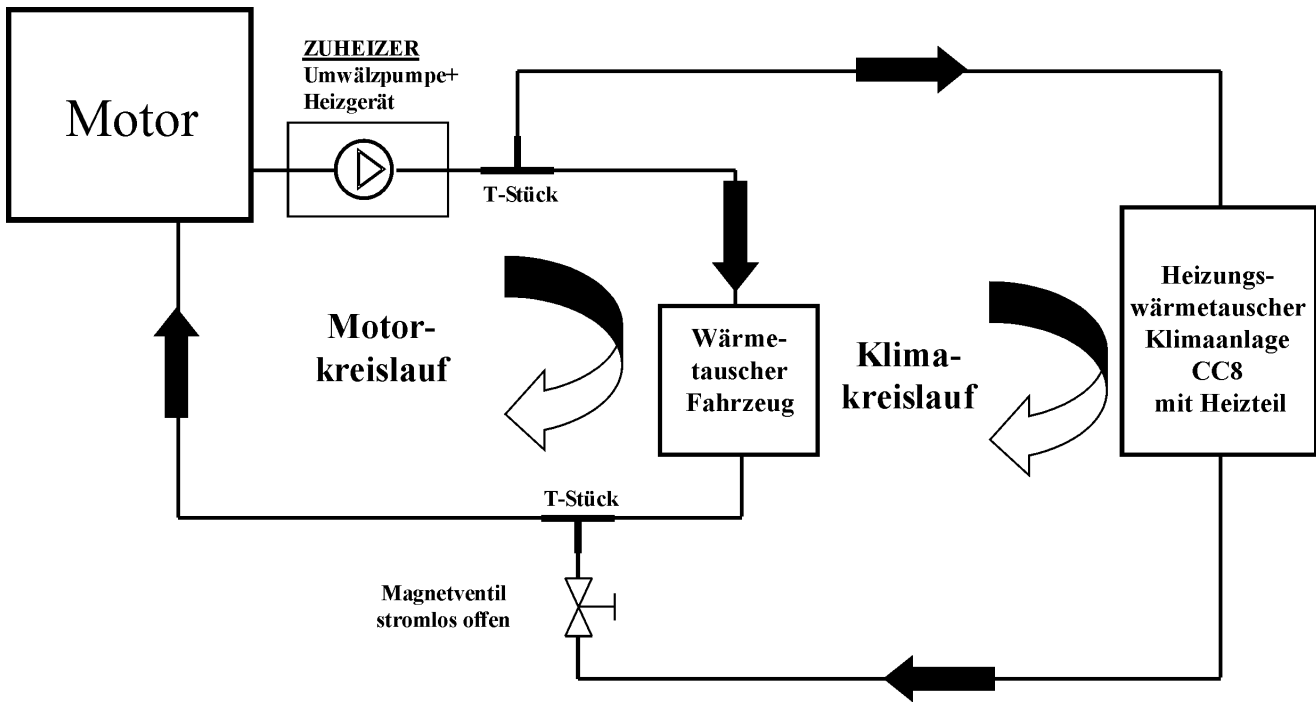 ZUHEIZER
Umwälzpumpe+
Heizgerät
Motor
T-Stück
Heizungs-
wärmetauscher
Klimaanlage
CC8
mit Heizteil
Motor-
kreislauf
Wärme-
tauscher
Fahrzeug
Klima-
kreislauf
T-Stück
Magnetventil
stromlos offen